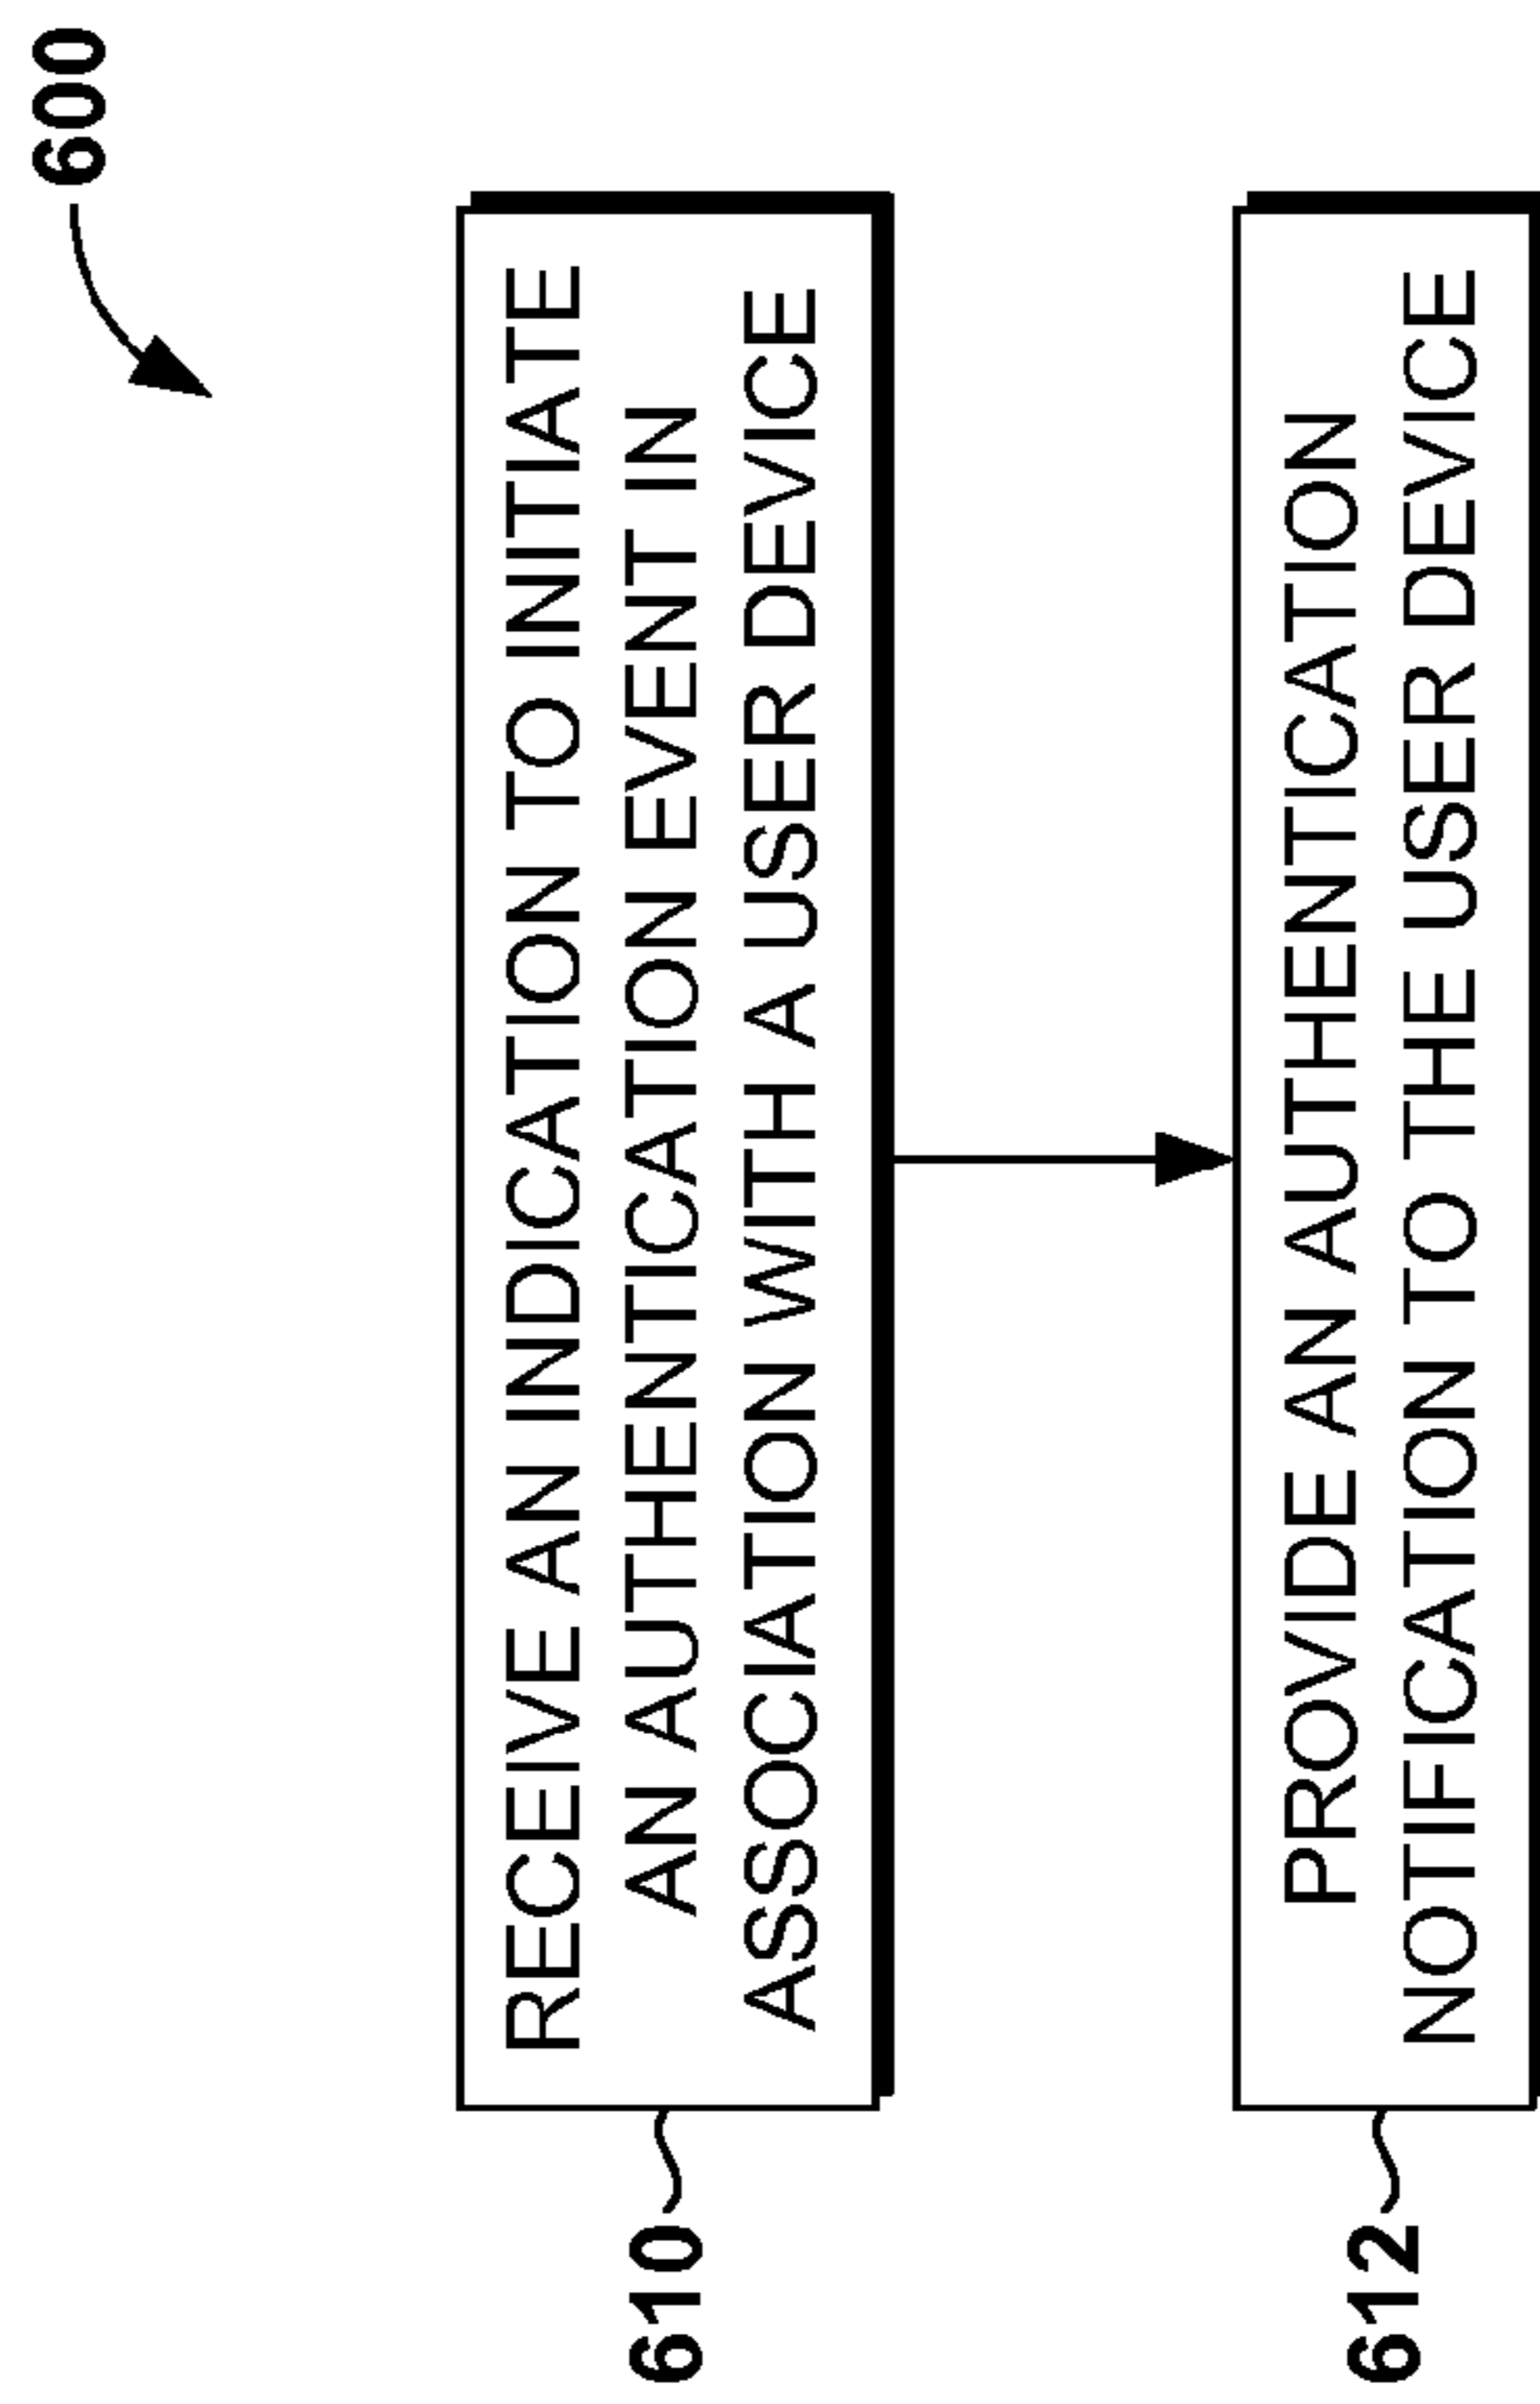 600
RECEIVE AN INDICATION TO INITIATE
AN AUTHENTICATION EVENT IN
ASSOCIATION WITH A USER DEVICE
610
PROVIDE AN AUTHENTICATION
NOTIFICATION TO THE USER DEVICE
612